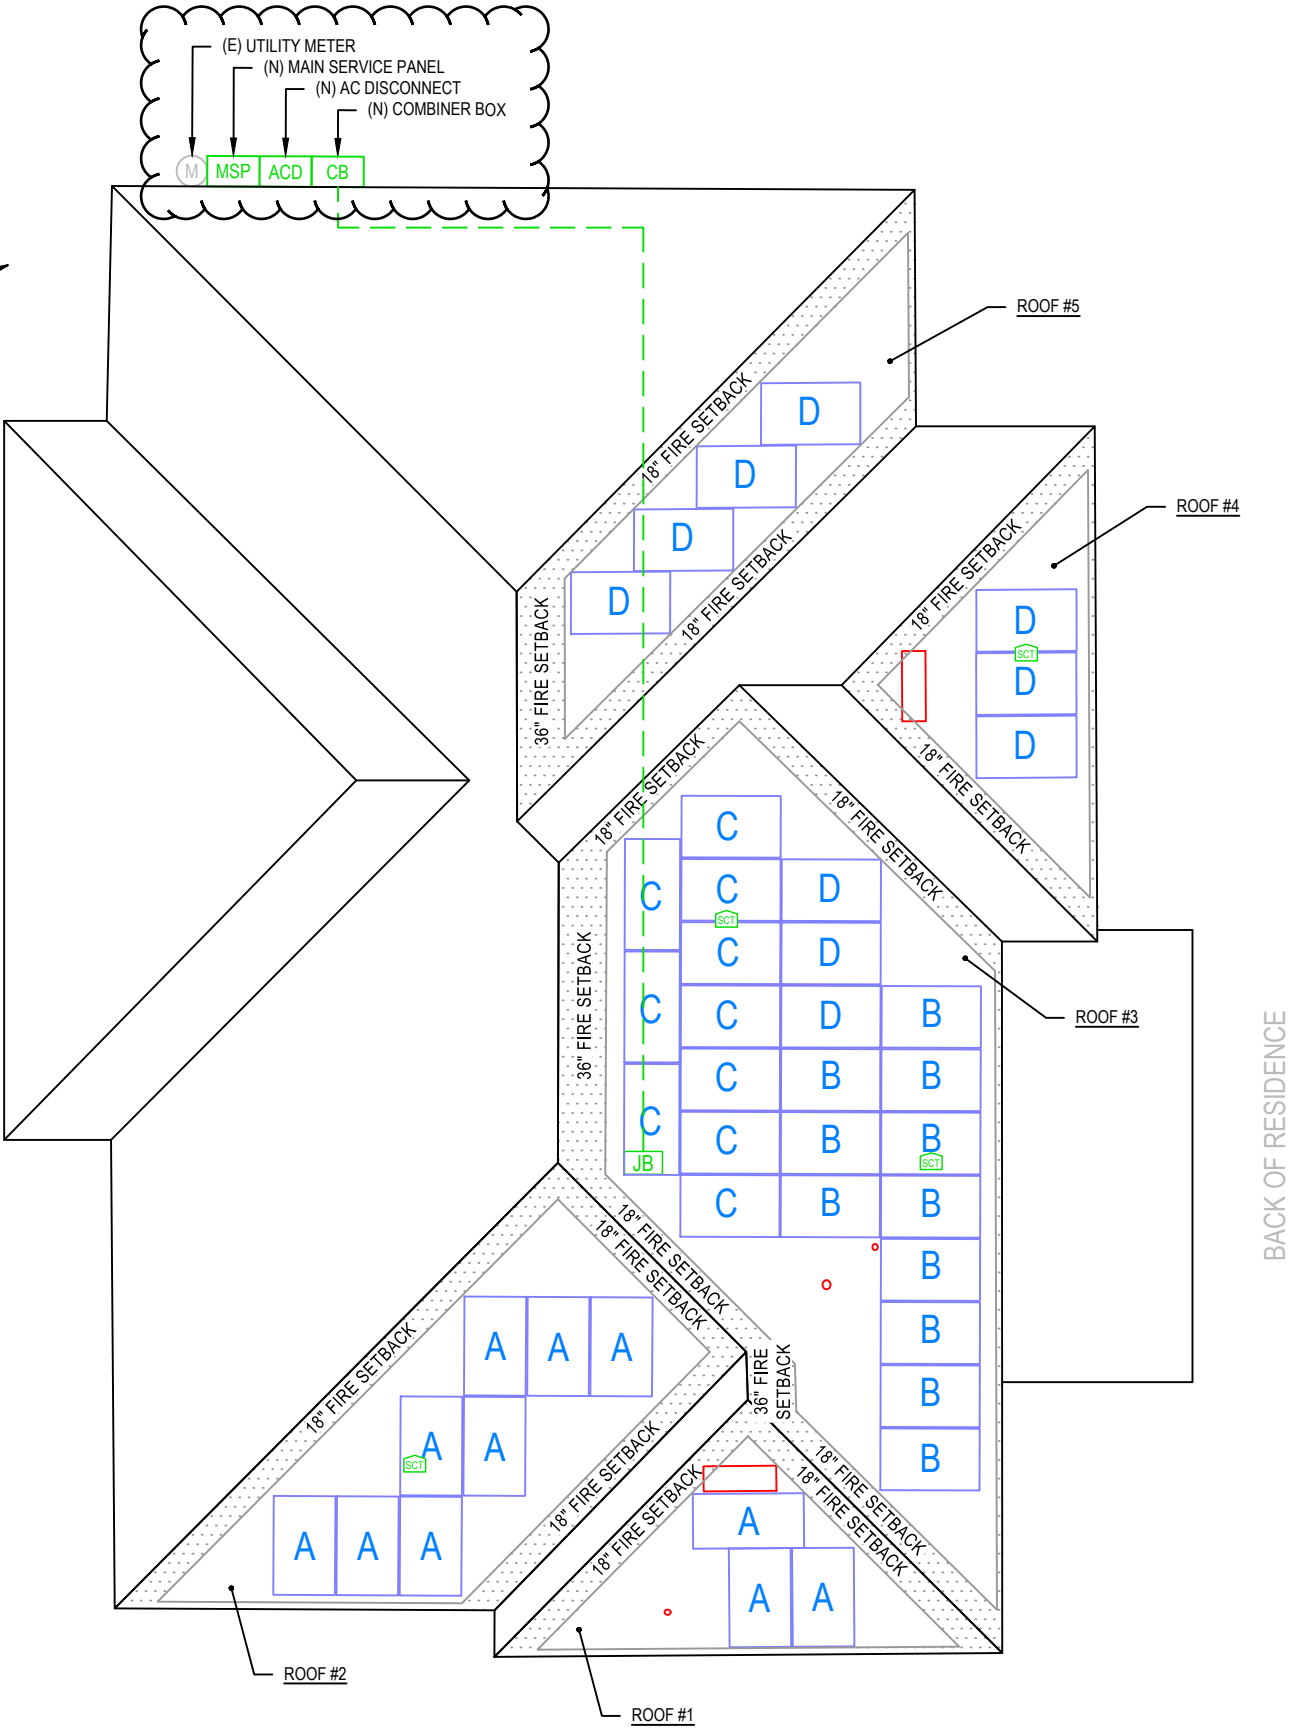 (E) UTILITY METER
(N) MAIN SERVICE PANEL
(N) AC DISCONNECT
(N) COMBINER BOX
M MSP ACD CB
ROOF #5
18" FIRE SETBACK
D
D
D
D
18" FIRE SETBACK
36" FIRE SETBACK
ROOF #4
18" FIRE SETBACK
D
SCT
D
D
18" FIRE SETBACK
18" FIRE SETBACK
18" FIRE SETBACK
36" FIRE SETBACK
C
C C D
SCT
C D
C C D B
C B B
C C B B
JB SCT
C B B
B
B
B
B
ROOF #3
BACK OF RESIDENCE
18" FIRE SETBACK
18" FIRE SETBACK
36" FIRE
SETBACK
18" FIRE SETBACK
18" FIRE SETBACK
A A A
A A
SCT
A A A
18" FIRE SETBACK
18" FIRE SETBACK
18" FIRE SETBACK
A
A A
ROOF #2
ROOF #1